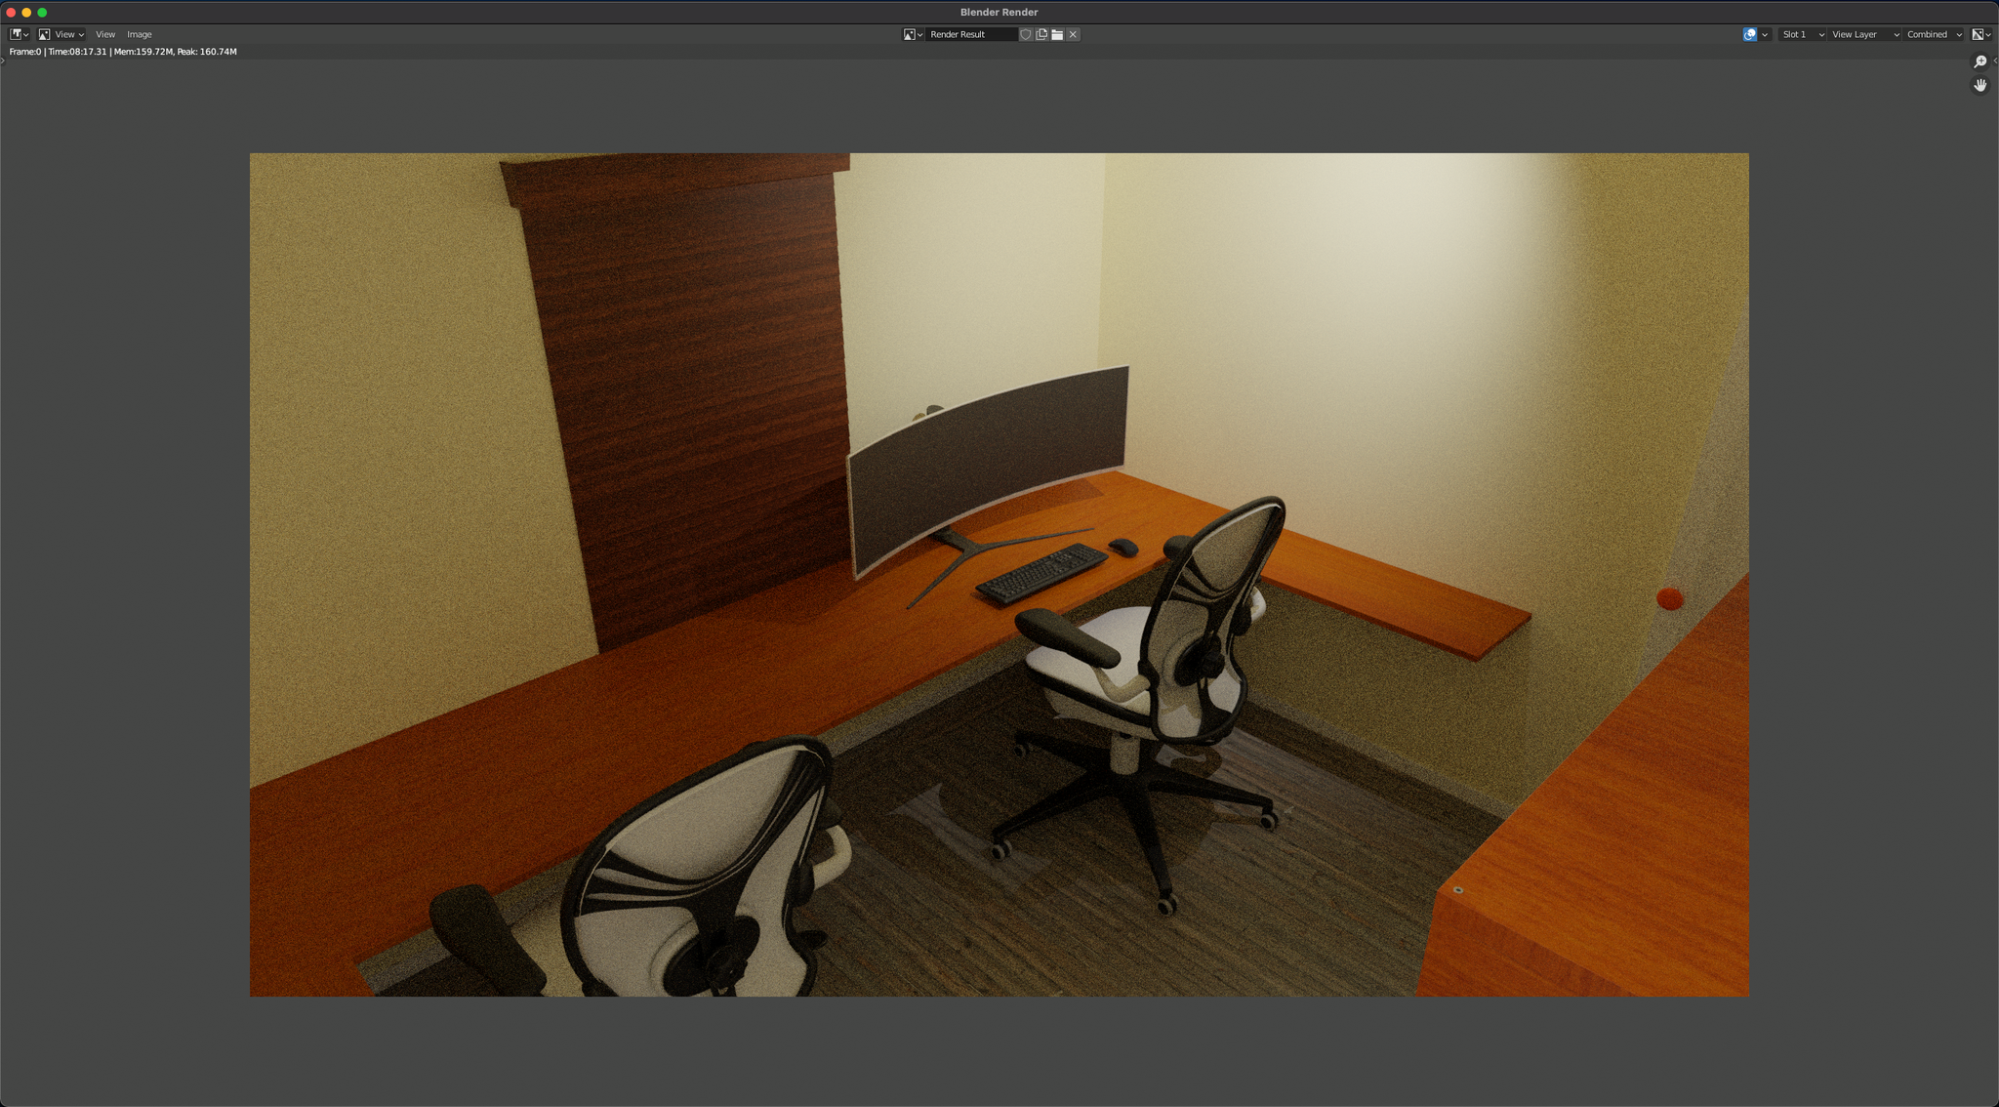 Blender Render
View View Image Render Result Slot 1 View Layer Combined
Frame:0 | Time:08:17.31 | Mem:159.72M, Peak: 160.74M